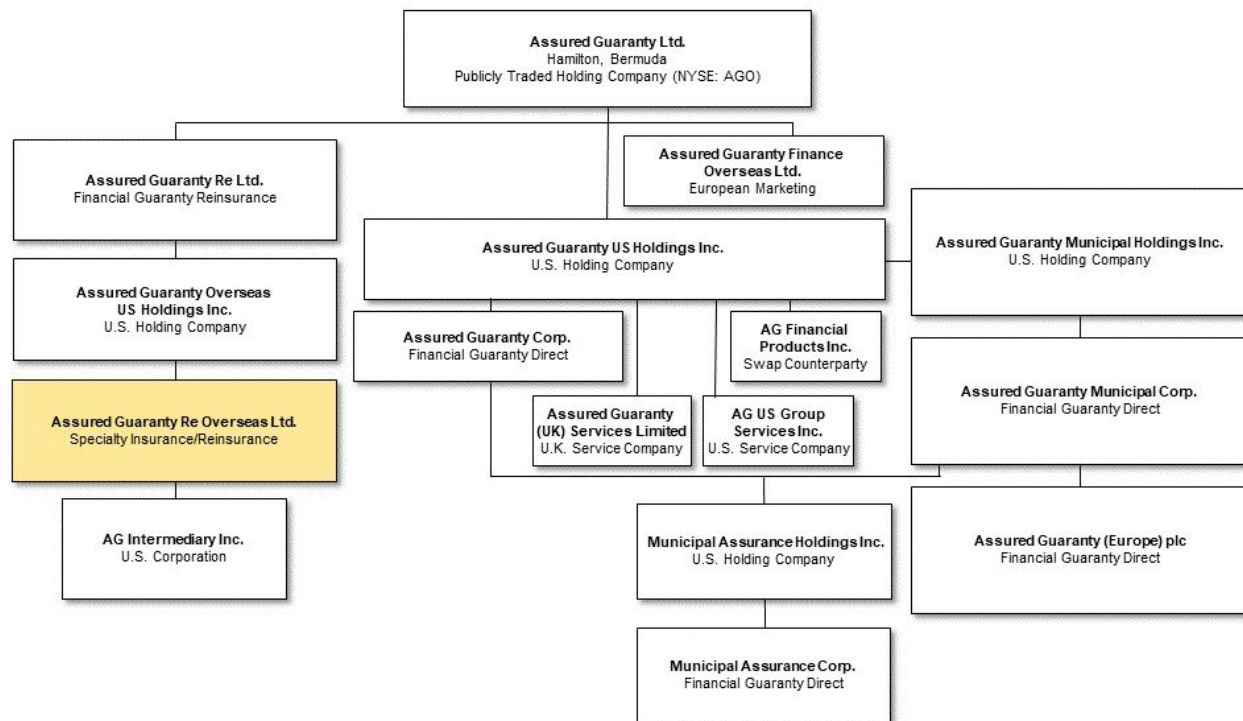 Assured Guaranty Ltd.
Hamilton, Bermuda
Publicly Traded Holding Company (NYSE: AGO)
Assured Guaranty Re Ltd.
Financial Guaranty Reinsurance
Assured Guaranty Finance
Overseas Ltd.
European Marketing
Assured Guaranty US Holdings Inc.
U.S. Holding Company
Assured Guaranty Municipal Holdings Inc.
U.S. Holding Company
Assured Guaranty Overseas
US Holdings Inc.
U.S. Holding Company
Assured Guaranty Corp.
Financial Guaranty Direct
AG Financial
Products Inc.
Swap Counterparty
Assured Guaranty Municipal Corp.
Financial Guaranty Direct
Assured Guaranty Re Overseas Ltd.
Specialty Insurance/Reinsurance
Assured Guaranty
(UK) Services Limited
U.K. Service Company
AG US Group
Services Inc.
U.S. Service Company
AG Intermediary Inc.
U.S. Corporation
Municipal Assurance Holdings Inc.
U.S. Holding Company
Assured Guaranty (Europe) plc
Financial Guaranty Direct
Municipal Assurance Corp.
Financial Guaranty Direct